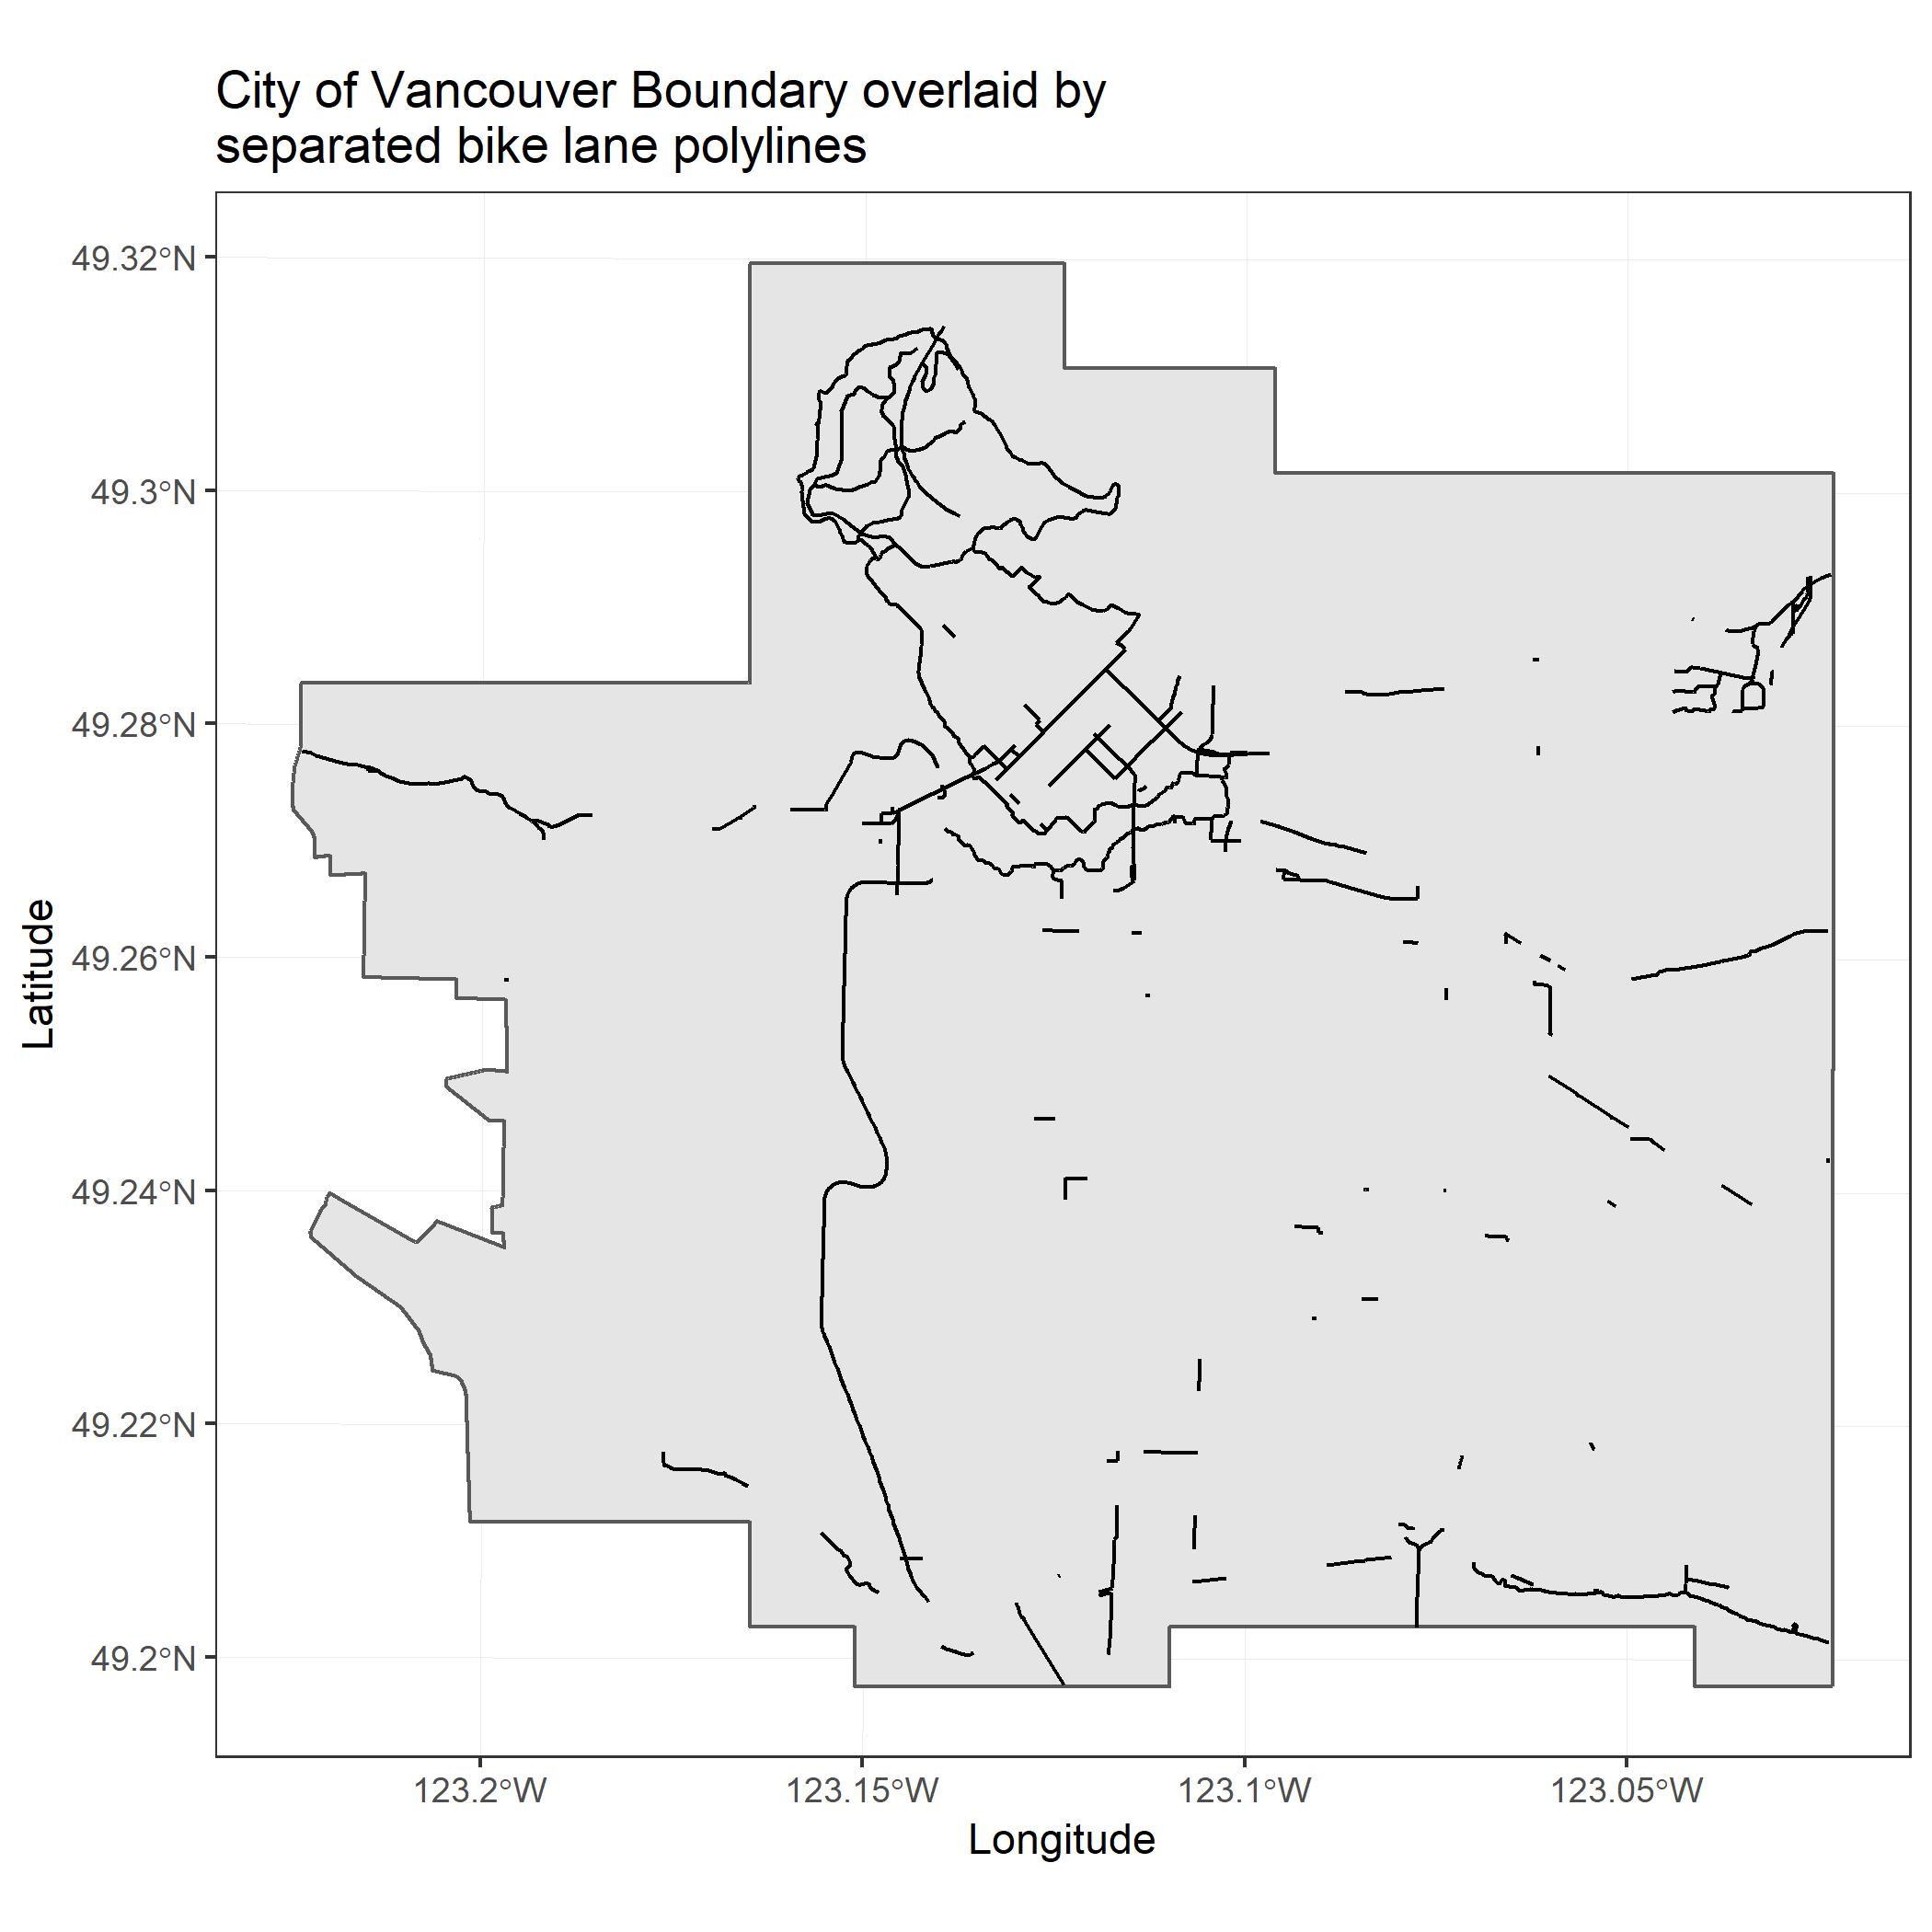 City of Vancouver Boundary overlaid by
separated bike lane polylines
49.32°N
49.3°N
49.28°N
49.26°N
49.24°N
49.22°N
49.2°N
Latitude
123.2°W
123.15°W
123.1°W
123.05°W
Longitude